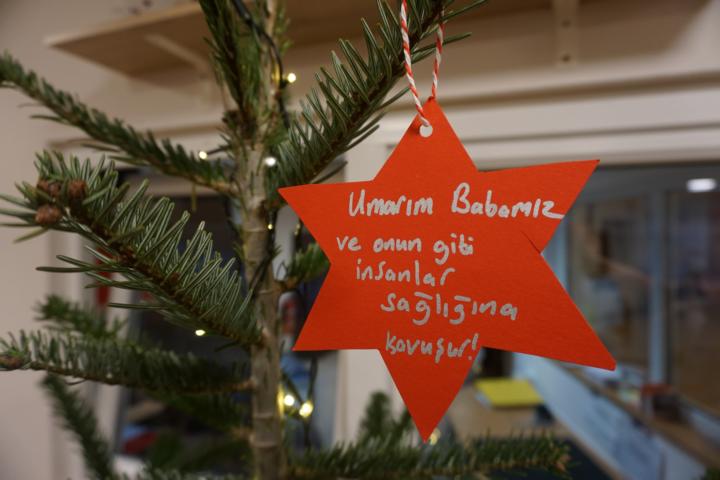 Umarım Babamız
ve onun gibi
insanlar
sağlığına
kavuşur!